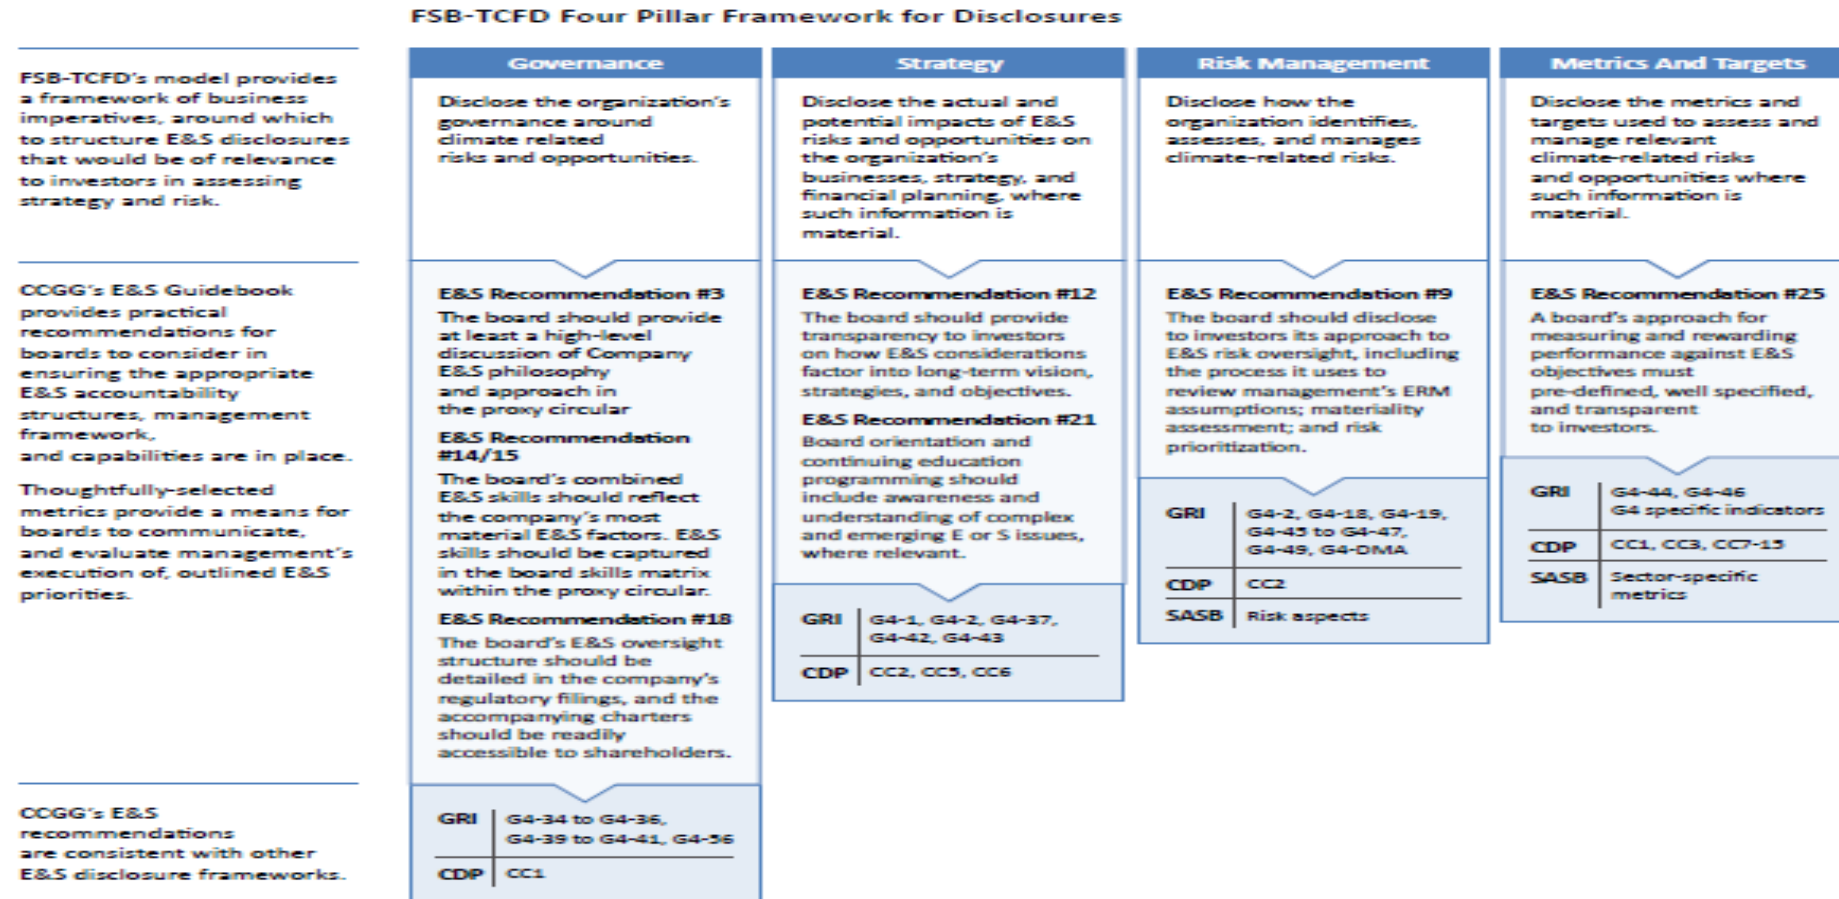 FSB-TCFD Four Pillar Framework for Disclosures
FSB-TCFD's model provides
a framework of business
imperatives, around which
to structure E&S disclosures
that would be of relevance
to investors in assessing
strategy and risk.
CCGG's E&S Guidebook
provides practical
recommendations for
boards to consider in
ensuring the appropriate
E&S accountability
structures, management
framework,
and capabilities are in place.
Thoughtfully-selected
metrics provide a means for
boards to communicate,
and evaluate management's
execution of, outlined E&S
priorities.
CCGG's E&S
recommendations
are consistent with other
E&S disclosure frameworks.
Governance
Disclose the organization's
governance around
climate related
risks and opportunities.
E&S Recommendation #3
The board should provide
at least a high-level
discussion of Company
E&S philosophy
and approach in
the proxy circular
E&S Recommendation
#14/15
The board's combined
E&S skills should reflect
the company's most
material E&S factors. E&S
skills should be captured
in the board skills matrix
within the proxy circular.
E&S Recommendation #18
The board's E&S oversight
structure should be
detailed in the company's
regulatory filings, and the
accompanying charters
should be readily
accessible to shareholders.
GRI G4-34 to G4-36,
G4-39 to G4-41, G4-56
CDP CC1
Strategy
Disclose the actual and
potential impacts of E&S
risks and opportunities on
the organization's
businesses, strategy, and
financial planning, where
such information is
material.
E&S Recommendation #12
The board should provide
transparency to investors
on how E&S considerations
factor into long-term vision,
strategies, and objectives.
E&S Recommendation #21
Board orientation and
continuing education
programming should
include awareness and
understanding of complex
and emerging E or S issues,
where relevant.
GRI G4-1, G4-2, G4-37,
G4-42, G4-43
CDP CC2, CC5, CC6
Risk Management
Disclose how the
organization identifies,
assesses, and manages
climate-related risks.
E&S Recommendation #9
The board should disclose
to investors its approach to
E&S risk oversight, including
the process it uses to
review management's ERM
assumptions; materiality
assessment; and risk
prioritization.
GRI G4-2, G4-18, G4-19,
G4-45 to G4-47,
G4-49, G4-DMA
CDP CC2
SASB Risk aspects
Metrics And Targets
Disclose the metrics and
targets used to assess and
manage relevant
climate-related risks
and opportunities where
such information is
material.
E&S Recommendation #25
A board's approach for
measuring and rewarding
performance against E&S
objectives must
pre-defined, well specified,
and transparent
to investors.
GRI G4-44, G4-46
G4 specific indicators
CDP CC1, CC3, CC7-15
SASB Sector-specific
metrics